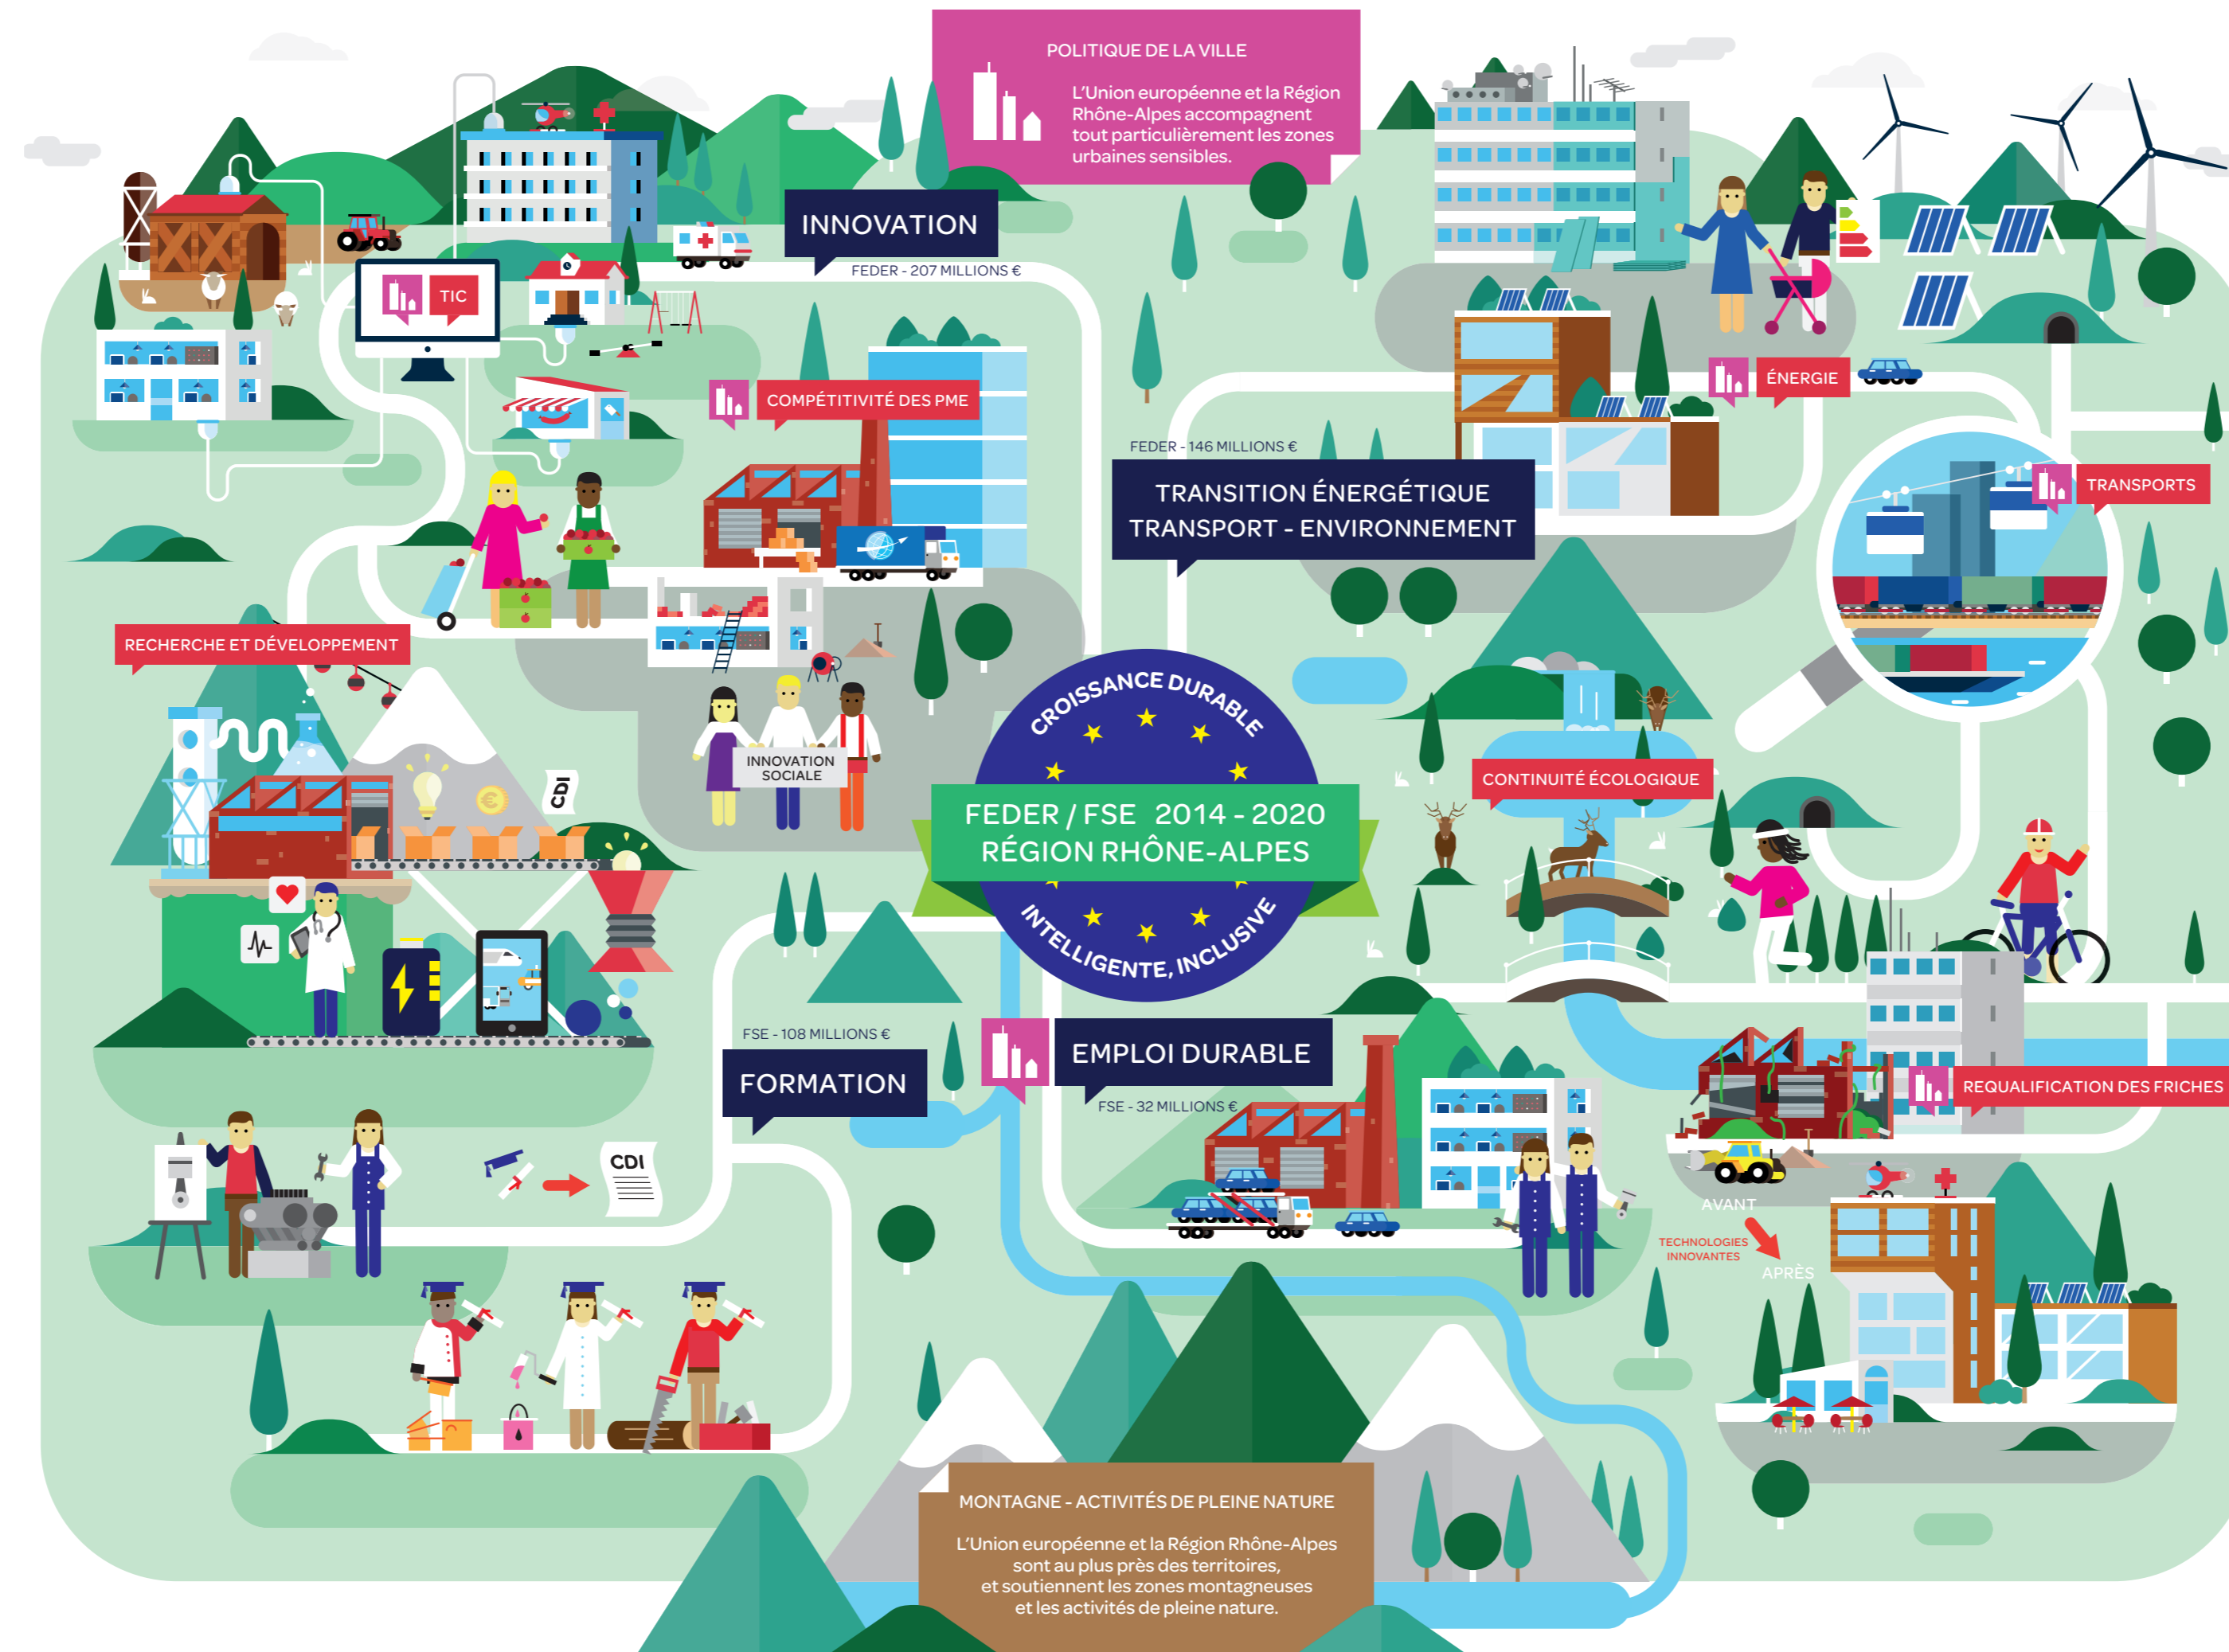 POLITIQUE DE LA VILLE
L'Union européenne et la Région
Rhône-Alpes accompagnent
tout particulièrement les zones
urbaines sensibles.
INNOVATION
FEDER - 207 MILLIONS €
TIC
COMPÉTITIVITÉ DES PME
ÉNERGIE
FEDER - 146 MILLIONS €
TRANSITION ÉNERGÉTIQUE
TRANSPORT - ENVIRONNEMENT
TRANSPORTS
RECHERCHE ET DÉVELOPPEMENT
CDI
INNOVATION
SOCIALE
CROISSANCE DURABLE
FEDER / FSE 2014 - 2020
RÉGION RHÔNE-ALPES
INTELLIGENTE, INCLUSIVE
CONTINUITÉ ÉCOLOGIQUE
FSE - 108 MILLIONS €
FORMATION
EMPLOI DURABLE
FSE - 32 MILLIONS €
REQUALIFICATION DES FRICHES
CDI
AVANT
TECHNOLOGIES
INNOVANTES
APRÈS
MONTAGNE - ACTIVITÉS DE PLEINE NATURE
L'Union européenne et la Région Rhône-Alpes
sont au plus près des territoires,
et soutiennent les zones montagneuses
et les activités de pleine nature.